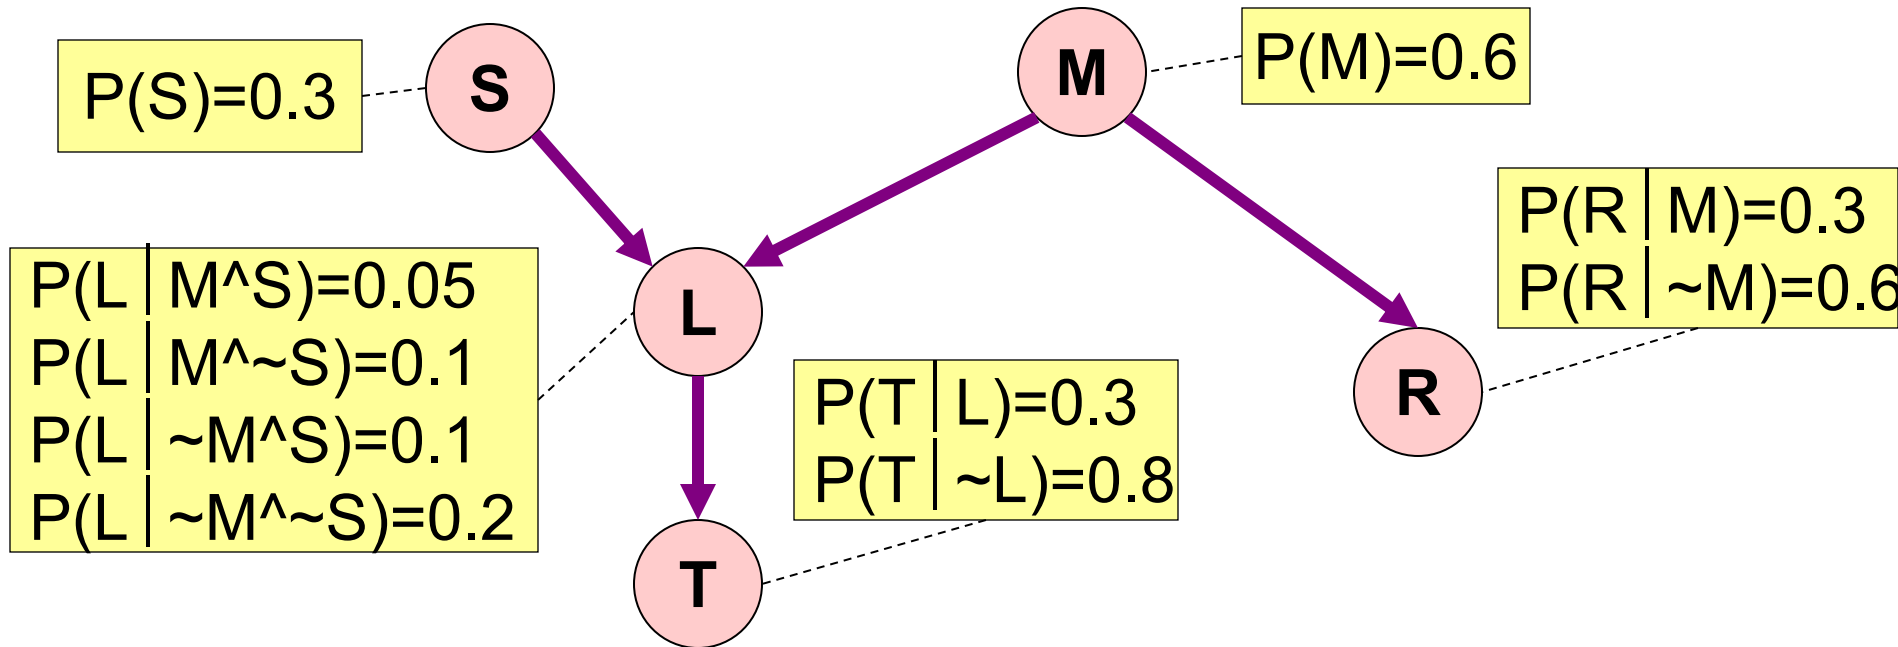 P(S)=0.3
S
M
P(M)=0.6
P(R | M)=0.3
P(R | ~M)=0.6
P(L | M^S)=0.05
P(L | M^~S)=0.1
P(L | ~M^S)=0.1
P(L | ~M^~S)=0.2
L
P(T | L)=0.3
P(T | ~L)=0.8
R
T